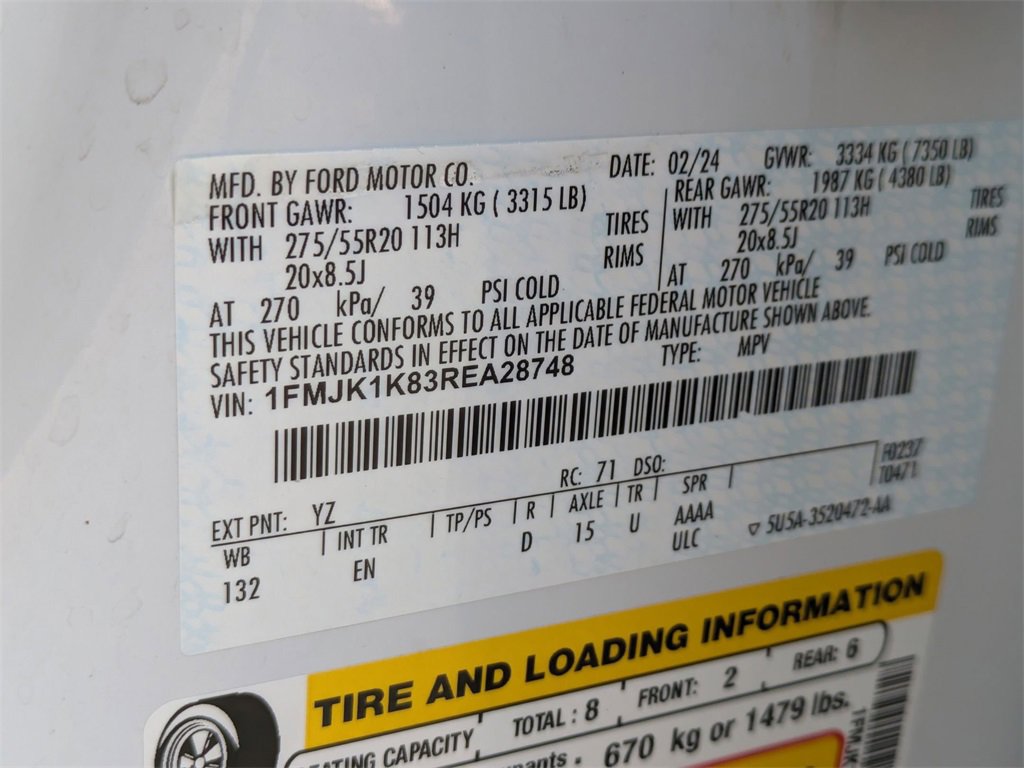 MFD. BY FORD MOTOR CO.
DATE: 02/24 GVWR: 3334 KG ( 7350 LB)
FRONT GAWR: 1504 KG ( 3315 LB)
REAR GAWR: 1987 KG ( 4380 LB)
WITH 275/55R20 113H TIRES
WITH 275/55R20 113H TIRES
20x8.5J RIMS
20x8.5J RIMS
AT 270 kPa/ 39 PSI COLD
AT 270 kPa/ 39 PSI COLD
THIS VEHICLE CONFORMS TO ALL APPLICABLE FEDERAL MOTOR VEHICLE
SAFETY STANDARDS IN EFFECT ON THE DATE OF MANUFACTURE SHOWN ABOVE.
VIN: 1FMJK1K83REA28748 TYPE: MPV
EXT PNT: YZ RC: 71 DSO: F0237
T0471
WB INT TR TP/PS R AXLE TR SPR
132 EN D 15 U AAAA
ULC 5U5A-3520472-AA
TIRE AND LOADING INFORMATION
CAPACITY TOTAL : 8 FRONT: 2 REAR: 6
670 kg or 1479 lbs.